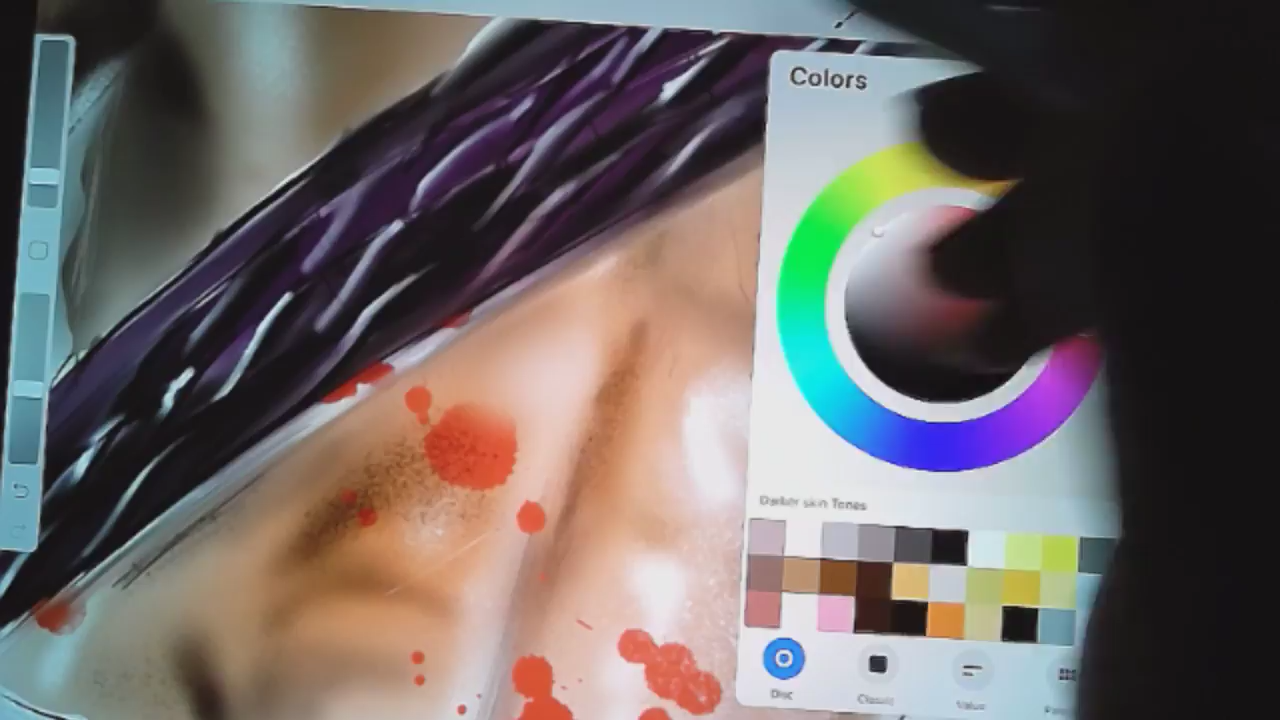 Colors
Darker skin Tones
Disc
Classic
Value